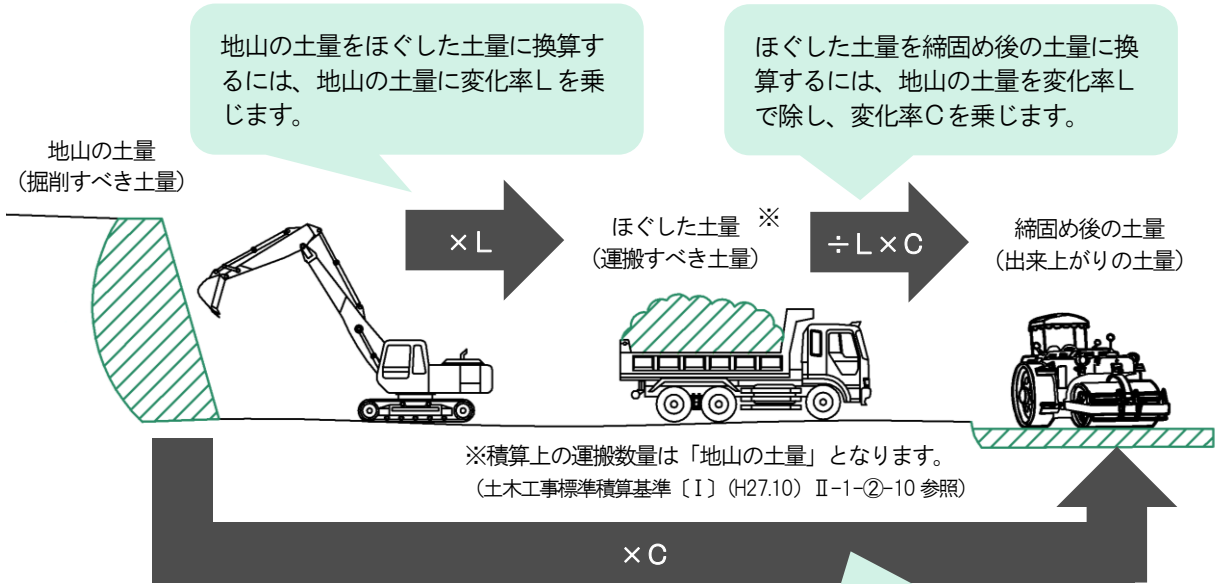 地山の土量をほぐした土量に換算す
るには、地山の土量に変化率Lを乗
じます。
ほぐした土量を締固め後の土量に換
算するには、地山の土量を変化率L
で除し、変化率Cを乗じます。
地山の土量
(掘削すべき土量)
×L
ほぐした土量 ※
(運搬すべき土量)
÷L×C
締固め後の土量
(出来上がりの土量)
※積算上の運搬数量は「地山の土量」となります。
(土木工事標準積算基準〔Ⅰ〕(H27.10) Ⅱ-1-②-10 参照)
×C